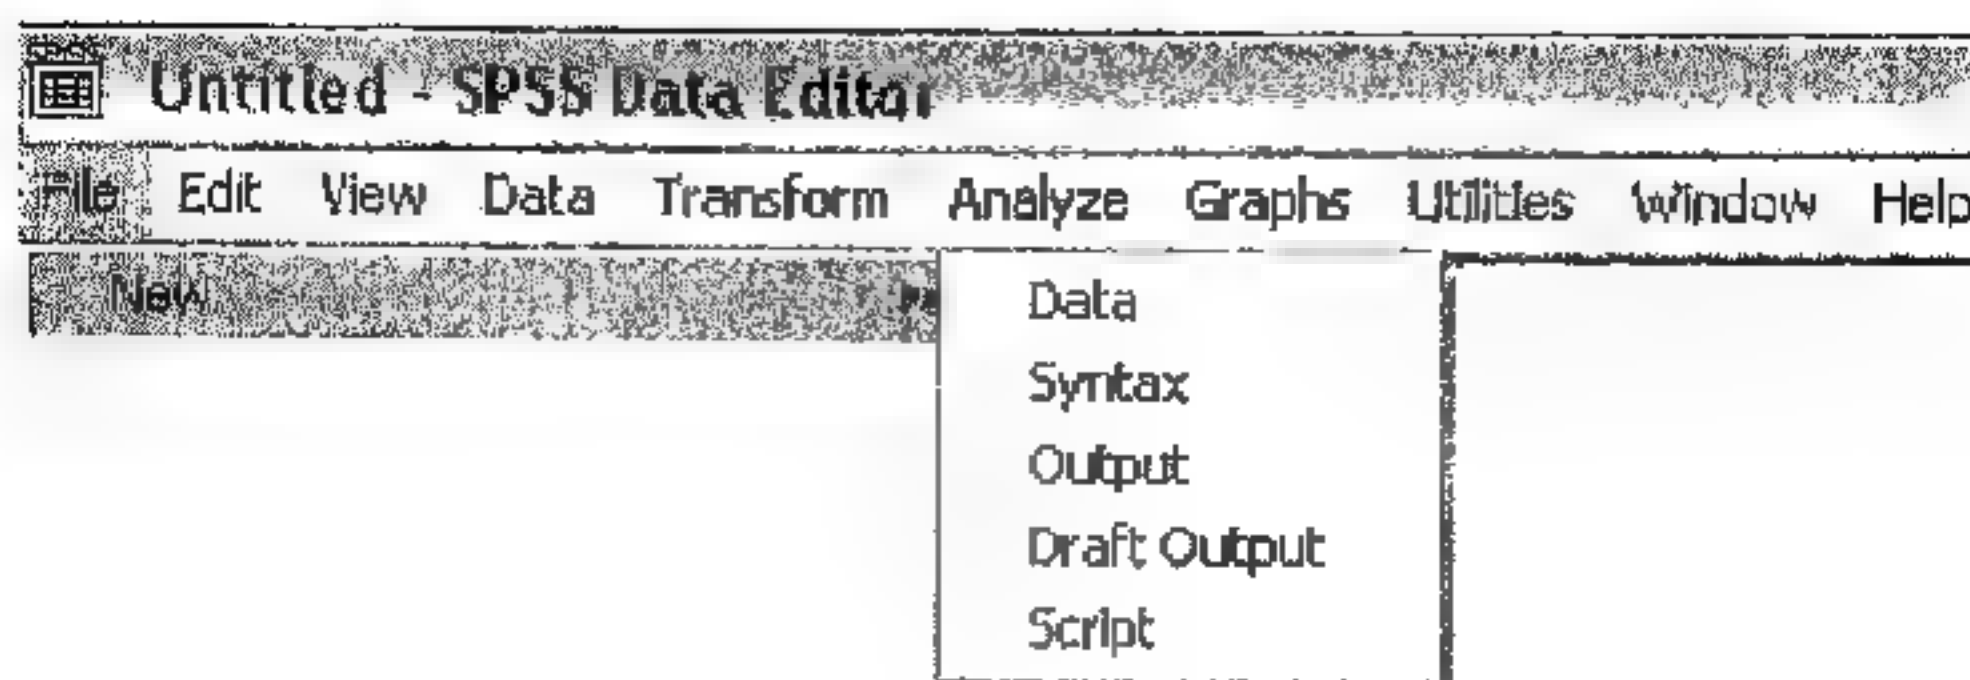 Untitled - SPSS Data Editor
File Edit View Data Transform Analyze Graphs Utilities Window Help
New
Data
Syntax
Output
Draft Output
Script